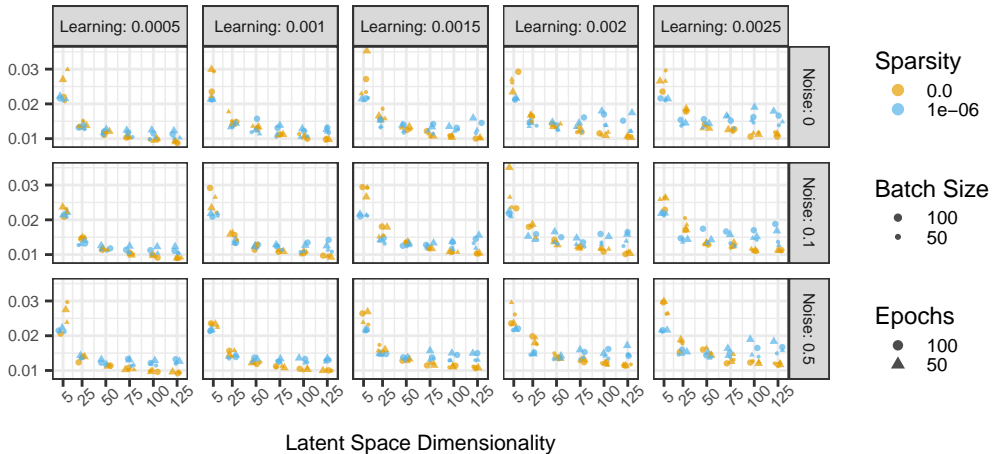 Learning: 0.0005 Learning: 0.001 Learning: 0.0015 Learning: 0.002 Learning: 0.0025
0.03
0.02
0.01
Noise: 0
0.03
0.02
0.01
Noise: 0.1
0.03
0.02
0.01
Noise: 0.5
5 25 50 75 100 125 5 25 50 75 100 125 5 25 50 75 100 125 5 25 50 75 100 125 5 25 50 75 100 125
Latent Space Dimensionality
Sparsity
0.0
1e−06
Batch Size
100
50
Epochs
100
50